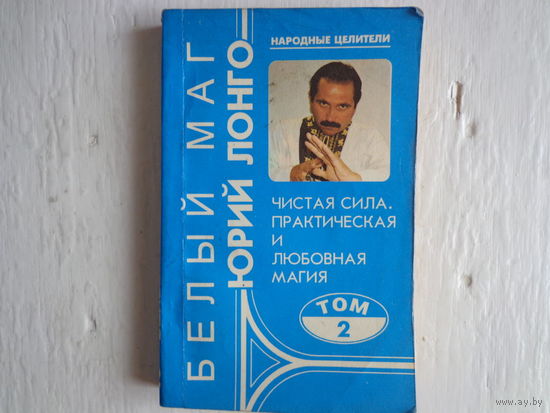 НАРОДНЫЕ ЦЕЛИТЕЛИ
БЕЛЫЙ МАГ
ЮРИЙ ЛОНГО
ЧИСТАЯ СИЛА.
ПРАКТИЧЕСКАЯ
И
ЛЮБОВНАЯ
МАГИЯ
ТОМ
2
www.ay.by